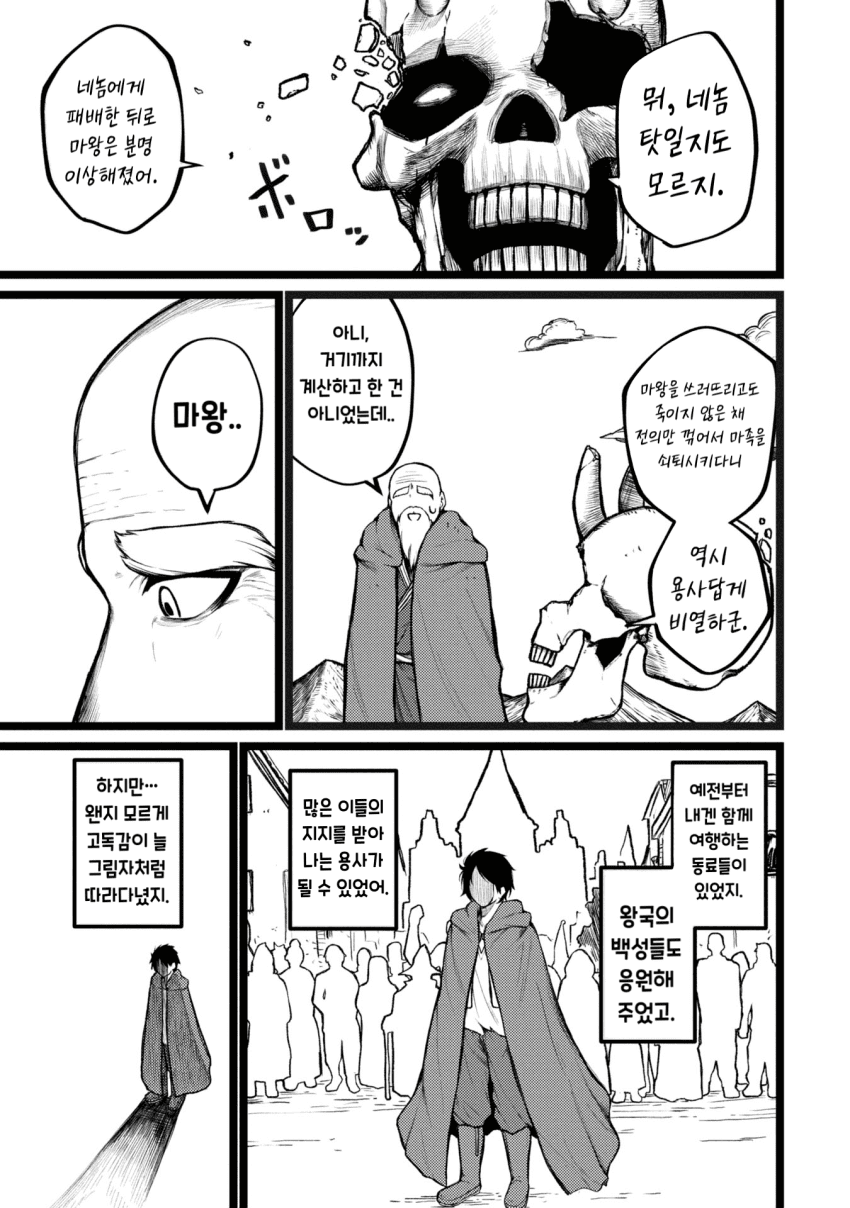 뭐, 네놈
탓일지도
모르지.
네놈에게
패배한 뒤로
마왕은 분명
이상해졌어.
ボロッ
마왕을 쓰러뜨리고도
죽이지 않은 채
전의만 꺾어서 마족을
쇠퇴시키다니
역시
용사답게
비열하군.
아니,
거기까지
계산하고 한 건
아니었는데..
마왕..
예전부터
내겐 함께
여행하는
동료들이
있었지.
왕국의
백성들도
응원해
주었고.
많은 이들의
지지를 받아
나는 용사가
될 수 있었어.
하지만…
왠지 모르게
고독감이 늘
그림자처럼
따라다녔지.